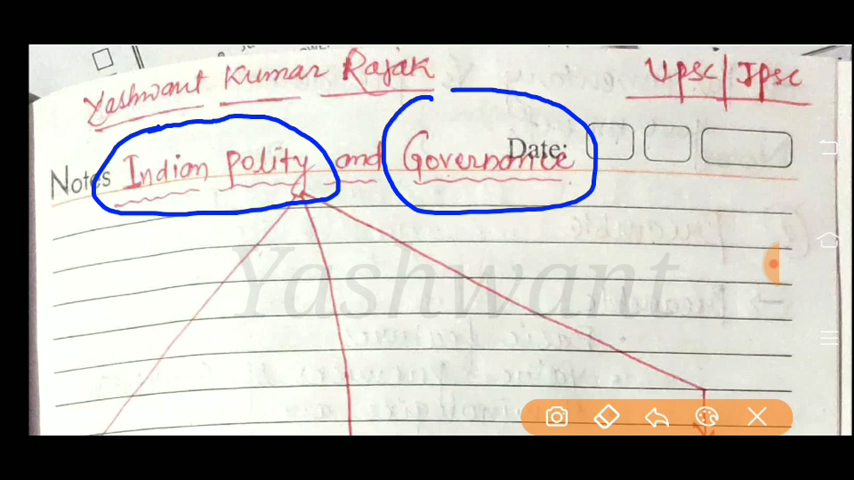 Yashwant Kumar Rajak
Upsc/Jpsc
Notes Indian polity and Governance
Date:
Yashwant